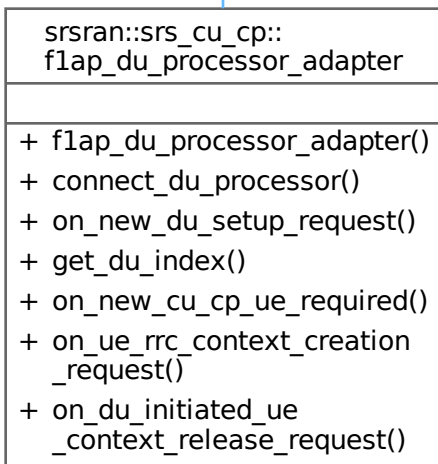 srsran::srs_cu_cp::
f1ap_du_processor_adapter
+ f1ap_du_processor_adapter()
+ connect_du_processor()
+ on_new_du_setup_request()
+ get_du_index()
+ on_new_cu_cp_ue_required()
+ on_ue_rrc_context_creation
_request()
+ on_du_initiated_ue
_context_release_request()